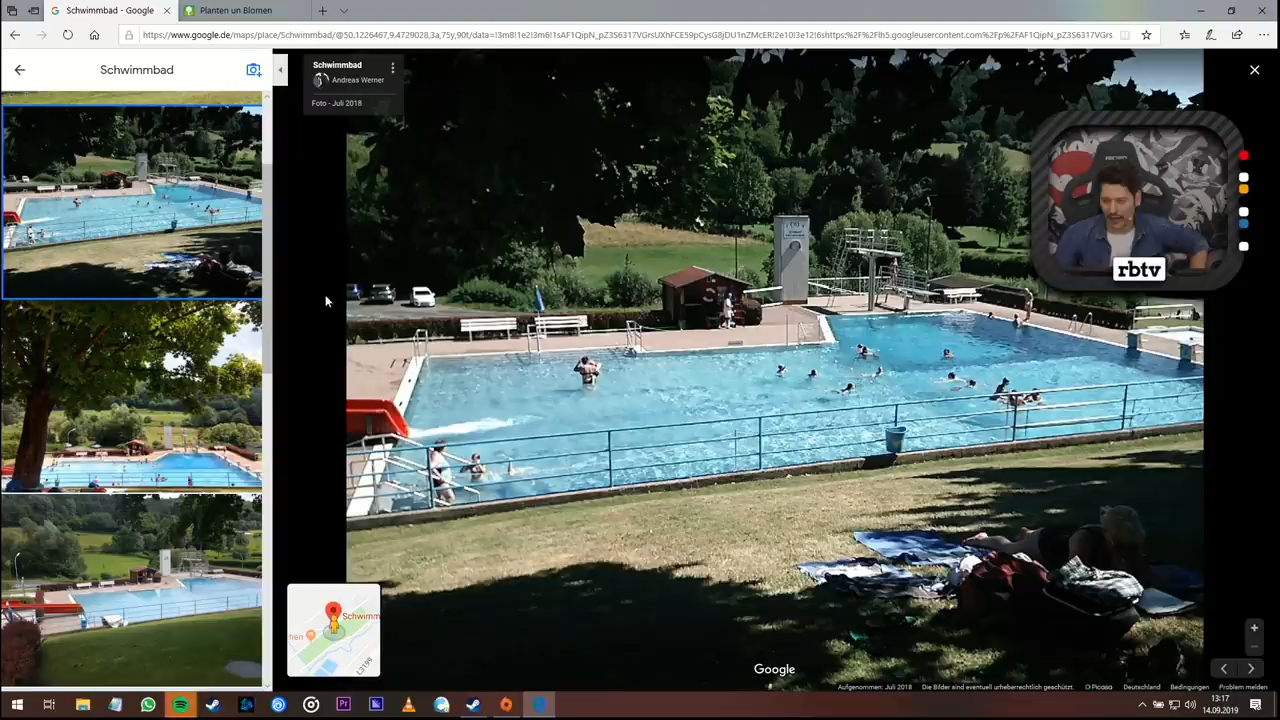 Schwimmbad - Google
Planten un Blomen
https://www.google.de/maps/place/Schwimmbad/@50.1226467,9.4729028,3a,75y,90t/data=!3m8!1e2!3m6!1sAF1QipN_pZ3S6317VGrsUXhFCE59pCysG8jDU1nZMcER!2e10!3e12!6shttps:%2F%2Flh5.googleusercontent.com%2Fp%2FAF1QipN_pZ3S6317VGrs
Schwimmbad
Schwimmbad
Andreas Werner
Foto - Juli 2018
rbtv
Schwimm
hen
L3199
Google
Aufgenommen: Juli 2018 Die Bilder sind eventuell urheberrechtlich geschützt. Picasa Deutschland Bedingungen Problem melden
13:17
14.09.2019